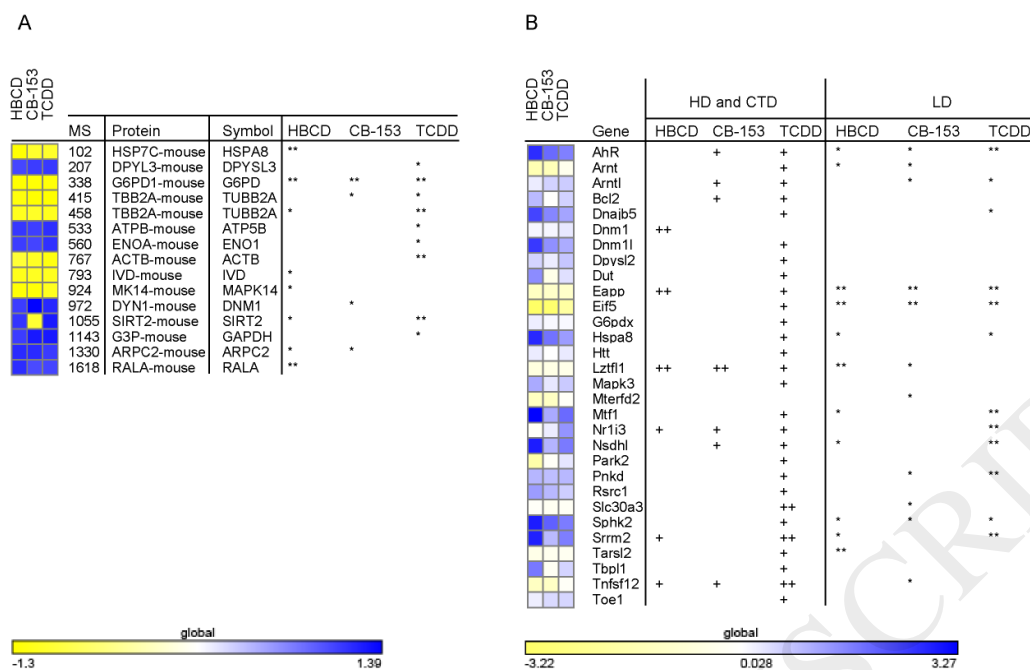 A
HBCD CB-153 TCDD
MS Protein Symbol HBCD CB-153 TCDD
102 HSP7C-mouse HSPA8 **
207 DPYL3-mouse DPYSL3 *
338 G6PD1-mouse G6PD ** ** **
415 TBB2A-mouse TUBB2A * *
458 TBB2A-mouse TUBB2A * **
533 ATPB-mouse ATP5B *
560 ENOA-mouse ENO1 *
767 ACTB-mouse ACTB **
793 IVD-mouse IVD *
924 MK14-mouse MAPK14 *
972 DYN1-mouse DNM1 *
1055 SIRT2-mouse SIRT2 * **
1143 G3P-mouse GAPDH *
1330 ARPC2-mouse ARPC2 * *
1618 RALA-mouse RALA **
global
-1.3 1.39
B
HBCD CB-153 TCDD
HD and CTD LD
Gene HBCD CB-153 TCDD HBCD CB-153 TCDD
AhR + + * * **
Arnt + * *
Arntl + + * *
Bcl2 + +
Dnajb5 + *
Dnm1 ++
Dnm1l +
Dpysl2 +
Dut +
Eapp ++ + ** ** **
Eif5 + ** ** **
G6pdx +
Hspa8 + * *
Htt +
Lztfl1 ++ ++ + ** *
Mapk3 +
Mterfd2 *
Mtf1 + * **
Nr1i3 + + + **
Nsdhl + + * **
Park2 +
Pnkd + * **
Rsrc1 +
Slc30a3 ++ *
Sphk2 + * * *
Srrm2 + ++ * **
Tarsl2 + **
Tbpl1 +
Tnfsf12 + + ++ *
Toe1 +
global
-3.22 0.028 3.27